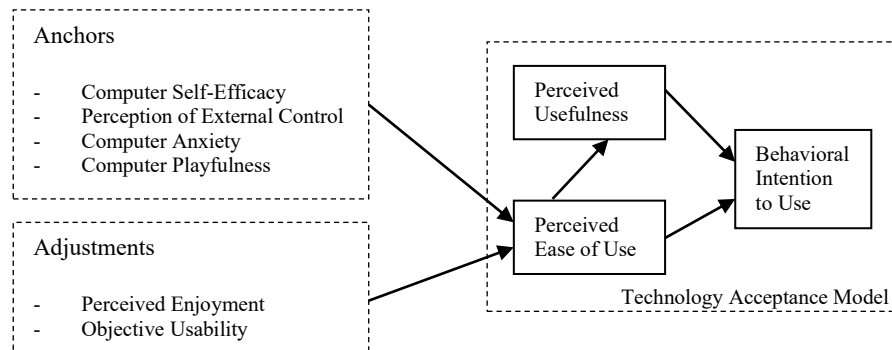 Anchors
- Computer Self-Efficacy
- Perception of External Control
- Computer Anxiety
- Computer Playfulness
Adjustments
- Perceived Enjoyment
- Objective Usability
Perceived
Usefulness
Perceived
Ease of Use
Behavioral
Intention
to Use
Technology Acceptance Model